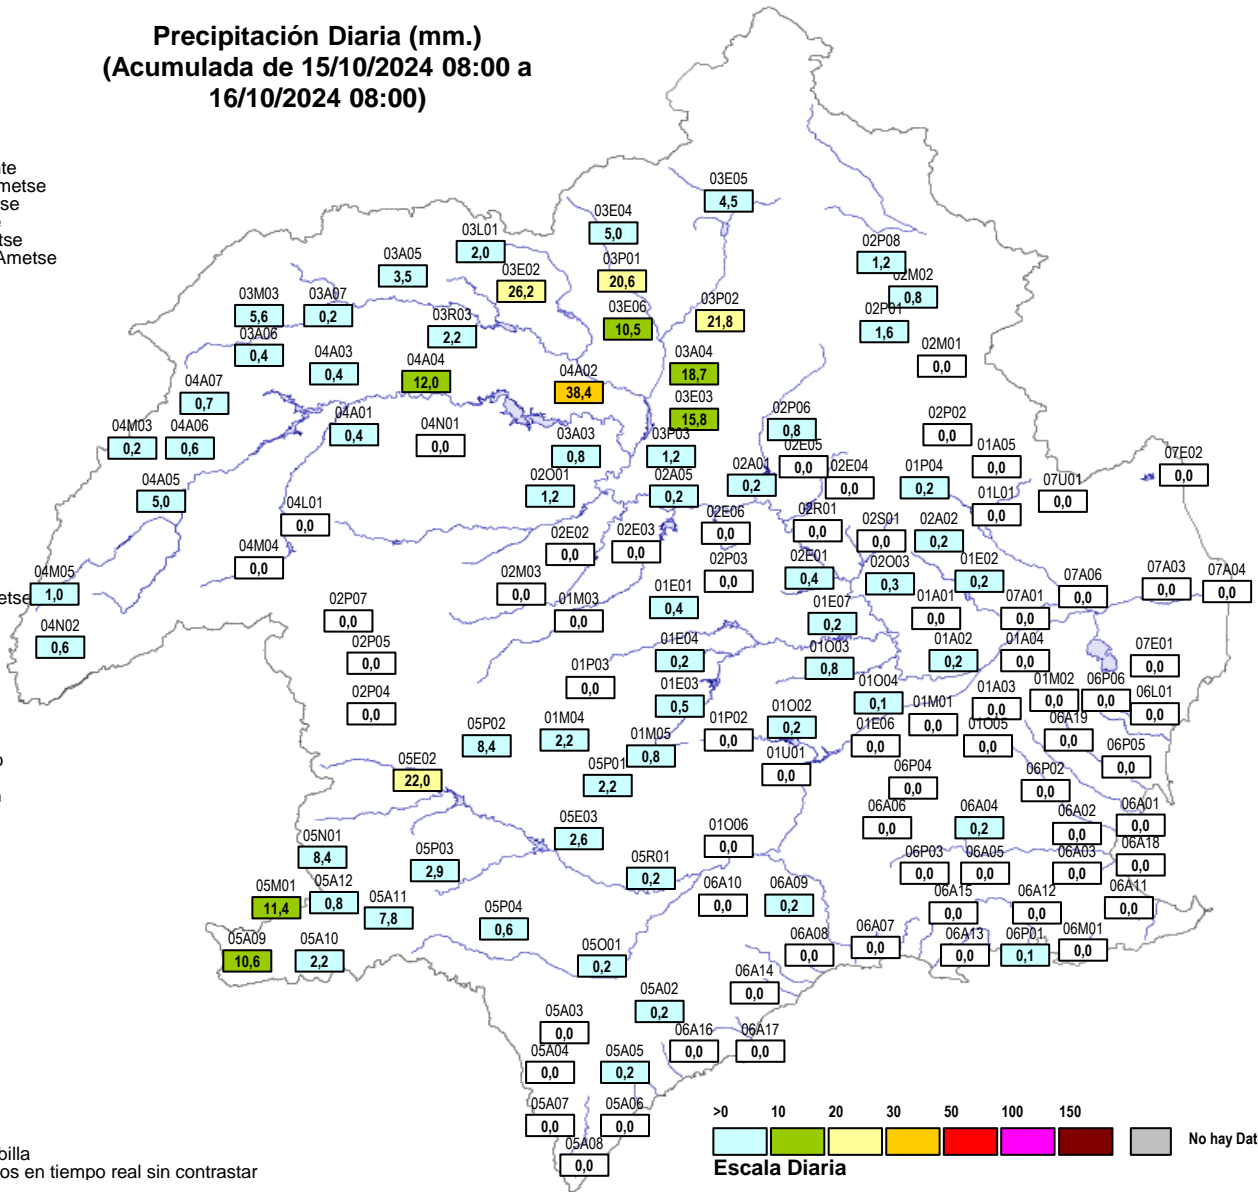 Precipitación Diaria (mm.)
(Acumulada de 15/10/2024 08:00 a
16/10/2024 08:00)
nte
metse
se
e
tse
Ametse
03E05
4,5
03E04
5,0
03L01
2,0
02P08
1,2
03A05
3,5
03E02
26,2
03P01
20,6
02M02
0,8
03M03
5,6
03A07
0,2
03E06
10,5
03P02
21,8
02P01
1,6
03R03
2,2
03A06
0,4
02M01
0,0
04A03
0,4
04A04
12,0
04A02
38,4
03A04
18,7
04A07
0,7
03E03
15,8
04A01
0,4
02P06
0,8
02P02
0,0
04M03
0,2
04A06
0,6
04N01
0,0
03A03
0,8
03P03
1,2
02E05
0,0
01A05
0,0
07E02
0,0
04A05
5,0
02O01
1,2
02A05
0,2
02A01
0,2
02E04
0,0
01P04
0,2
07U01
0,0
04L01
0,0
01L01
0,0
02E06
0,0
02R01
0,0
02S01
0,0
02A02
0,2
02E02
0,0
02E03
0,0
04M04
0,0
04M05
1,0
etse
02M03
0,0
02P03
0,0
02E01
0,4
02O03
0,3
01E02
0,2
07A06
0,0
07A03
0,0
07A04
0,0
02P07
0,0
01M03
0,0
01E01
0,4
01E07
0,2
01A01
0,0
07A01
0,0
04N02
0,6
02P05
0,0
01E04
0,2
01O03
0,8
01A02
0,2
01A04
0,0
07E01
0,0
01P03
0,0
02P04
0,0
01E03
0,5
01O04
0,1
01M01
0,0
01A03
0,0
01M02
0,0
06P06
0,0
06L01
0,0
05P02
8,4
01M04
2,2
01M05
0,8
01P02
0,0
01O02
0,2
01E06
0,0
01O05
0,0
06A19
0,0
05E02
22,0
05P01
2,2
01U01
0,0
06P04
0,0
06P02
0,0
06P05
0,0
05E03
2,6
01O06
0,0
06A06
0,0
06A04
0,2
06A02
0,0
06A01
0,0
05N01
8,4
05P03
2,9
05R01
0,2
06P03
0,0
06A05
0,0
06A03
0,0
06A18
0,0
05M01
11,4
05A12
0,8
05A11
7,8
05P04
0,6
06A10
0,0
06A09
0,2
06A15
0,0
06A12
0,0
06A11
0,0
05A09
10,6
05A10
2,2
05O01
0,2
06A08
0,0
06A07
0,0
06A13
0,0
06P01
0,1
06M01
0,0
06A14
0,0
05A02
0,2
05A03
0,0
06A16
0,0
06A17
0,0
05A04
0,0
05A05
0,2
05A07
0,0
05A06
0,0
05A08
0,0
>0 10 20 30 50 100 150
No hay Dat
Escala Diaria
billa
os en tiempo real sin contrastar